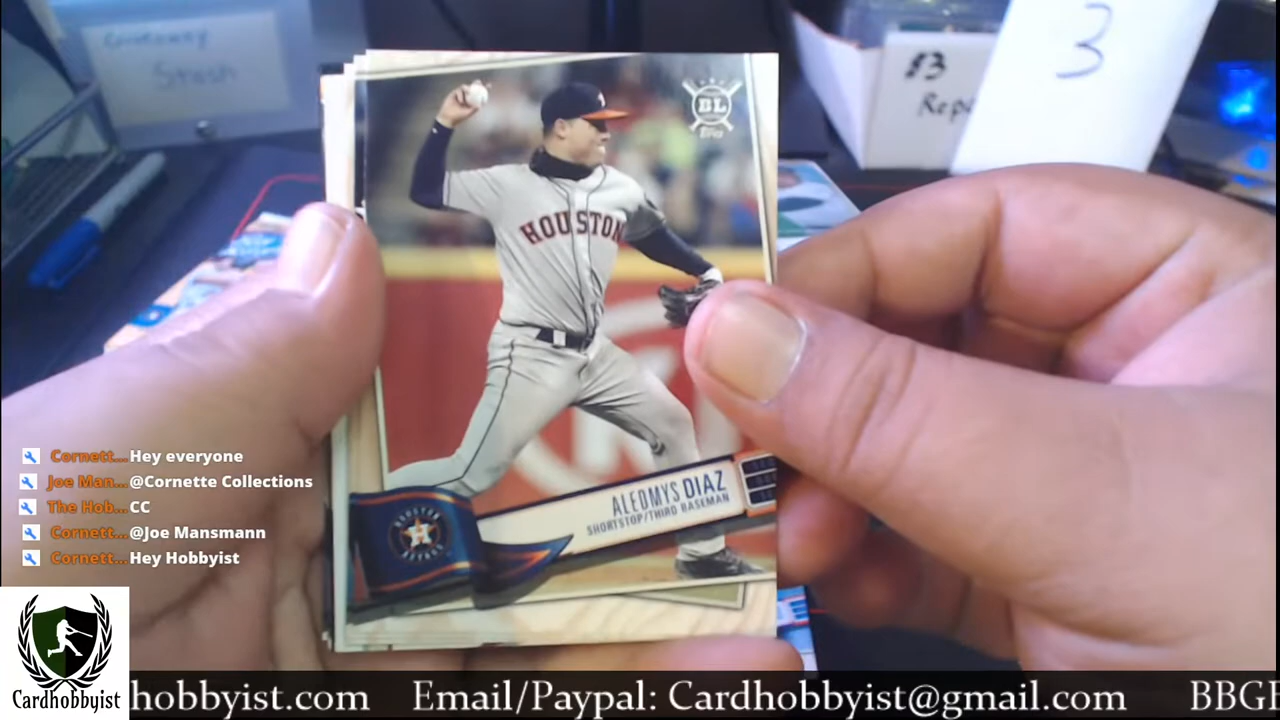 Giveaway
Stash
#3
3
BL
Topps
HOUSTON
ALEDMYS DIAZ
SHORTSTOP/THIRD BASEMAN
HOUSTON
H
ASTROS
Cornett... Hey everyone
Joe Man... @Cornette Collections
The Hob... CC
Cornett... @Joe Mansmann
Cornett... Hey Hobbyist
Cardhobbyist
hobbyist.com Email/Paypal: Cardhobbyist@gmail.com